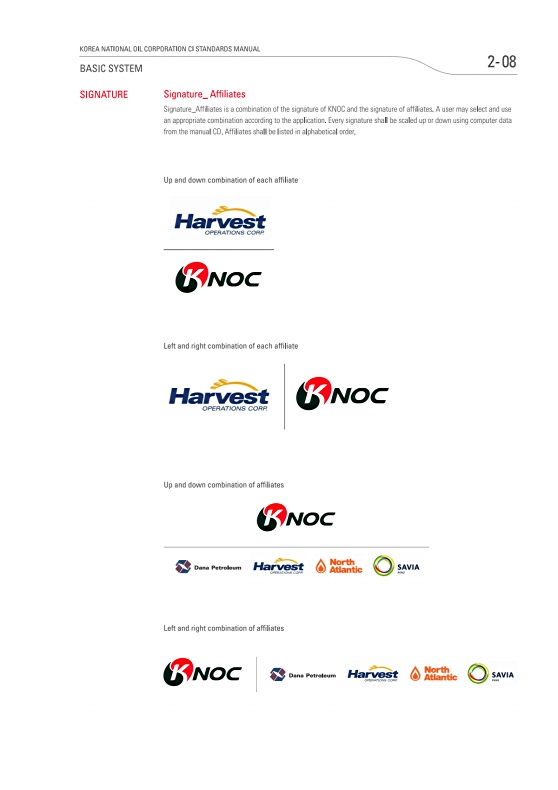 KOREA NATIONAL OIL CORPORATION CI STANDARDS MANUAL
2-08
BASIC SYSTEM
SIGNATURE
Signature_ Affiliates
Signature_Affiliates is a combination of the signature of KNOC and the signature of affiliates. A user may select and use
an appropriate combination according to the application. Every signature shall be scaled up or down using computer data
from the manual CD. Affiliates shall be listed in alphabetical order.
Up and down combination of each affiliate
Harvest
OPERATIONS CORP.
KNOC
Left and right combination of each affiliate
Harvest
OPERATIONS CORP.
KNOC
Up and down combination of affiliates
KNOC
Dana Petroleum
Harvest
OPERATIONS CORP.
North
Atlantic
SAVIA
PERÚ
Left and right combination of affiliates
KNOC
Dana Petroleum
Harvest
OPERATIONS CORP.
North
Atlantic
SAVIA
PERÚ